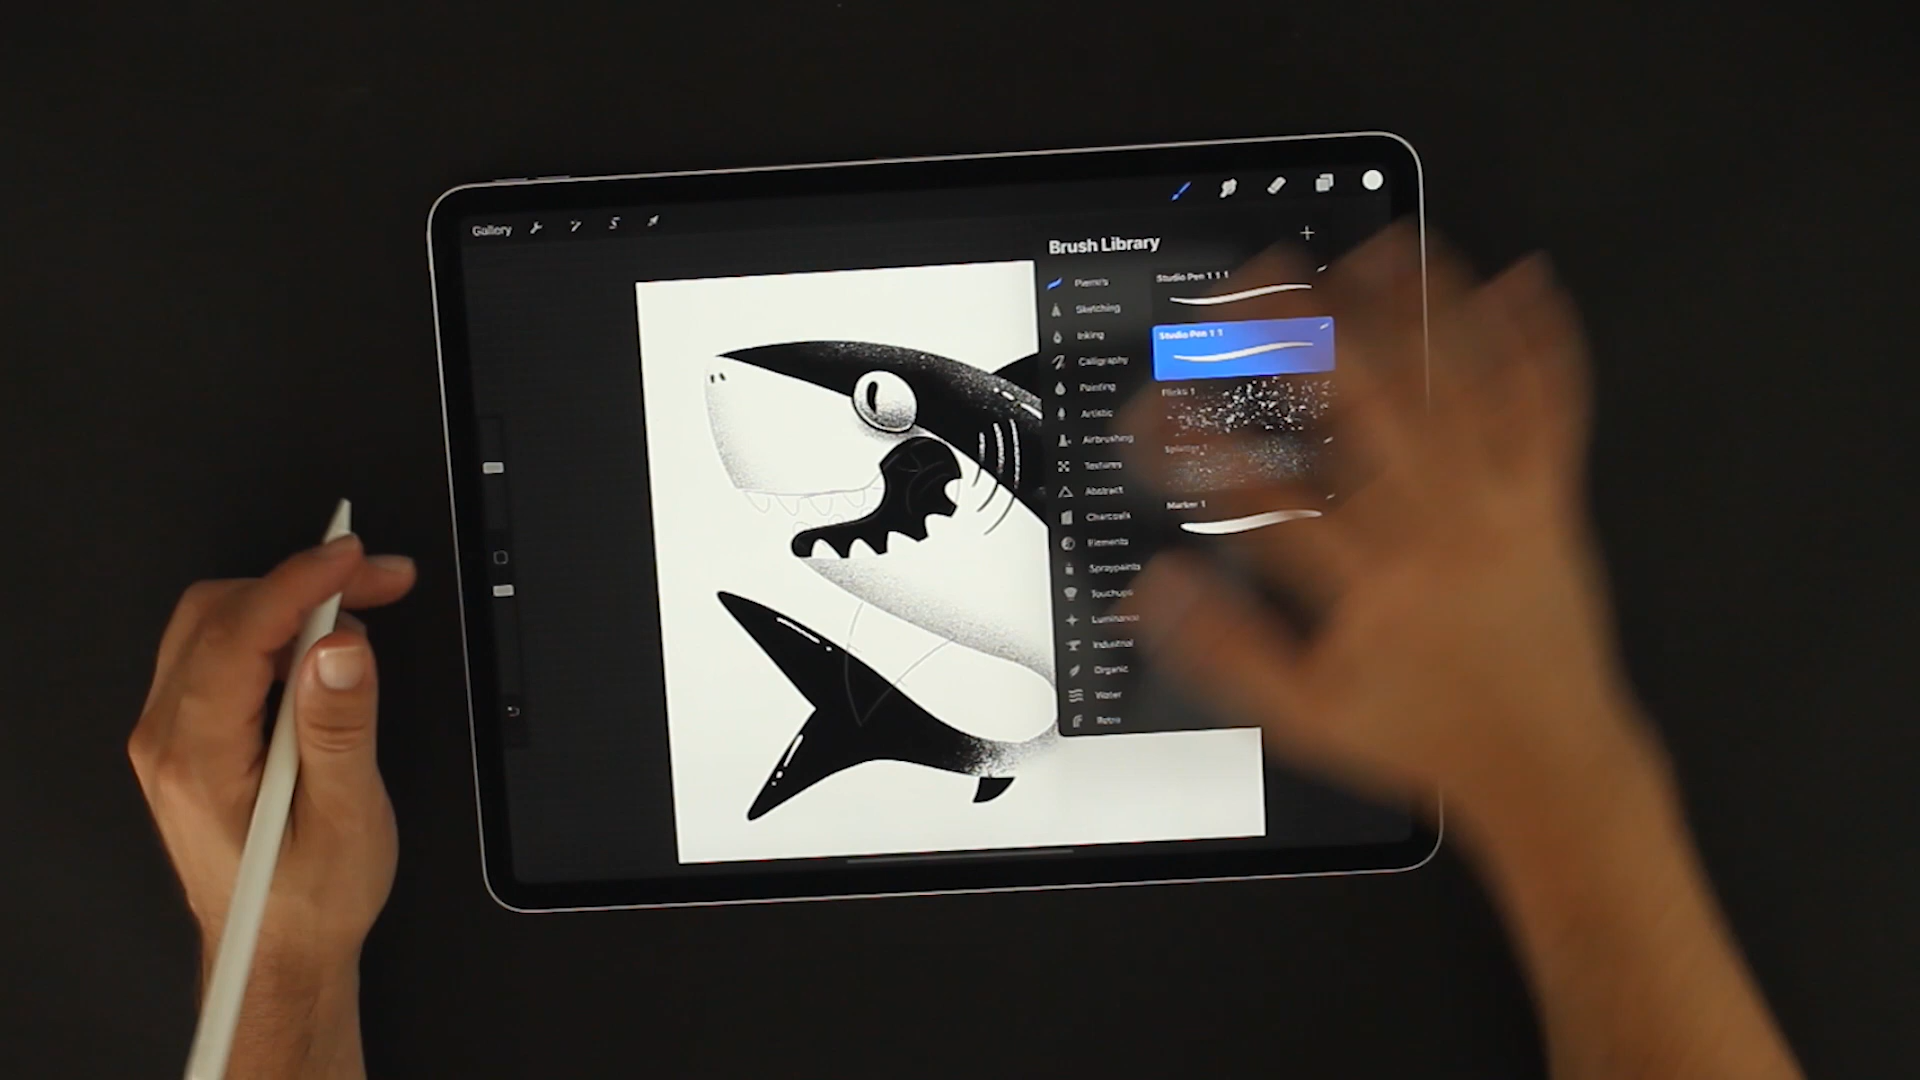 Gallery
Brush Library
Sketching
Inking
Calligraphy
Painting
Artistic
Airbrushing
Textures
Abstract
Charcoals
Elements
Spraypaints
Touchups
Luminance
Industrial
Organic
Water
Retro
Studio Pen 1 1 1
Studio Pen 1 1
Flicks 1
Marker 1